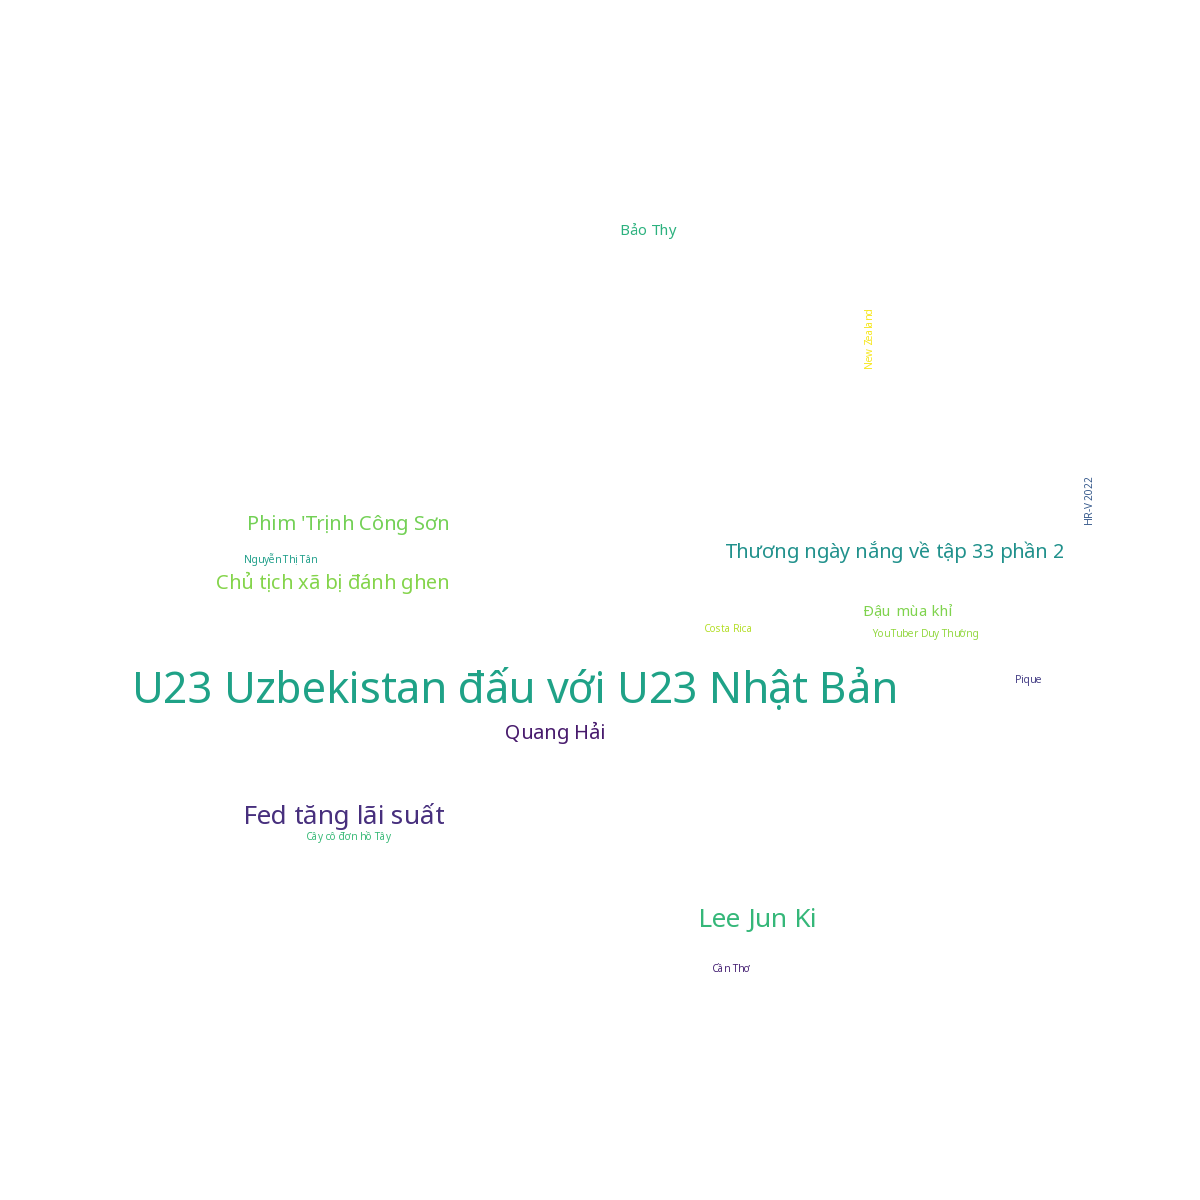 Bảo Thy
New Zealand
HR-V 2022
Phim 'Trịnh Công Sơn
Thương ngày nắng về tập 33 phần 2
Nguyễn Thị Tân
Chủ tịch xã bị đánh ghen
Đậu mùa khỉ
Costa Rica
YouTuber Duy Thường
Pique
U23 Uzbekistan đấu với U23 Nhật Bản
Quang Hải
Fed tăng lãi suất
Cây cô đơn hồ Tây
Lee Jun Ki
Cần Thơ